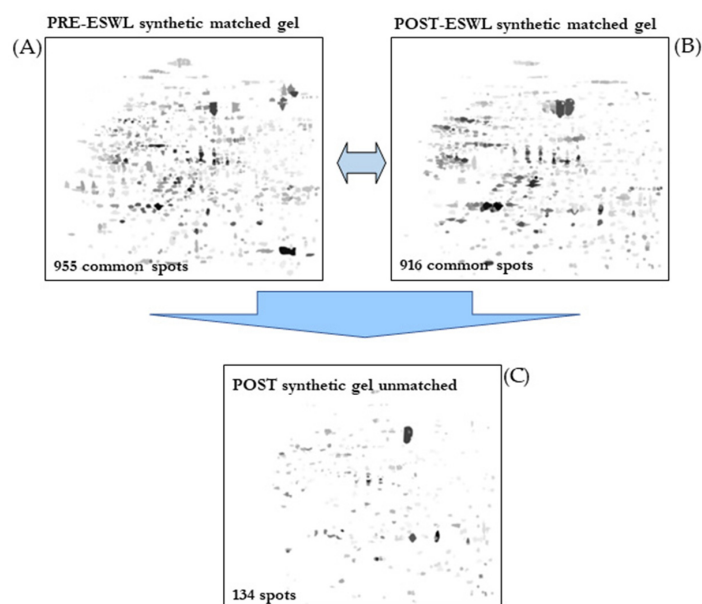 PRE-ESWL synthetic matched gel
POST-ESWL synthetic matched gel
(A)
(B)
955 common spots
916 common spots
(C)
POST synthetic gel unmatched
134 spots